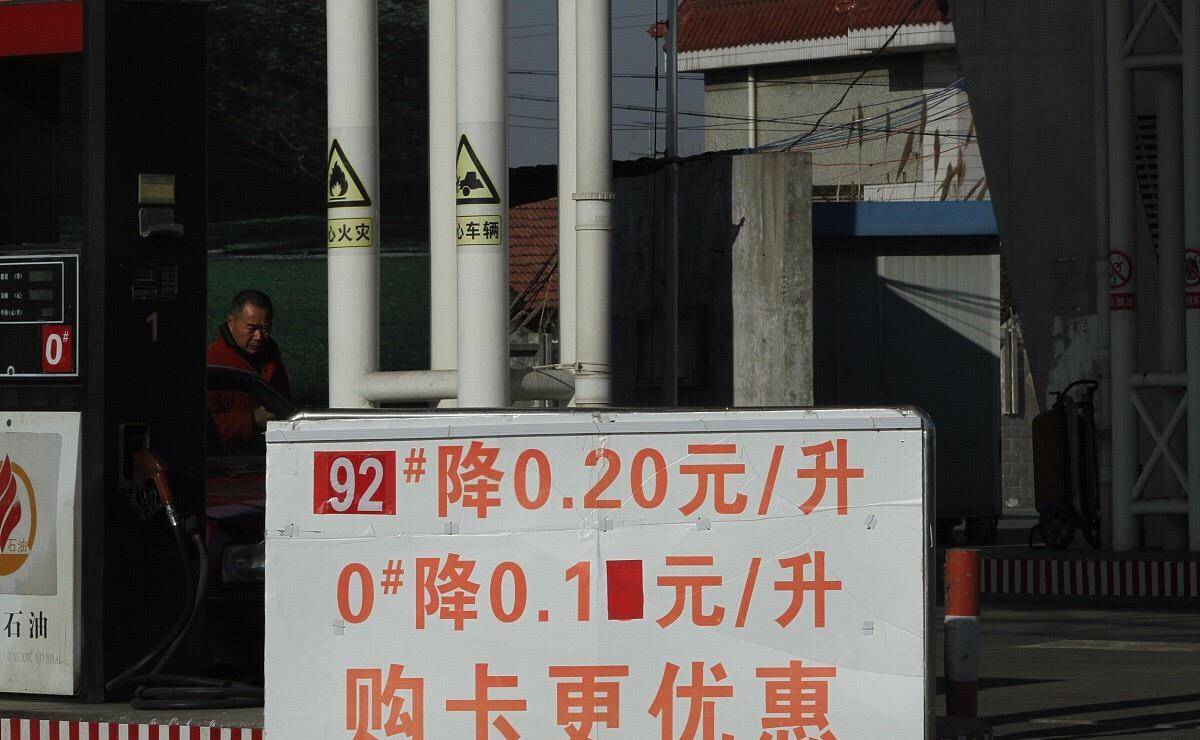 心火灾
心车辆
1
0#
石油
石油
92#降0.20元/升
0#降0.1元/升
购卡更优惠